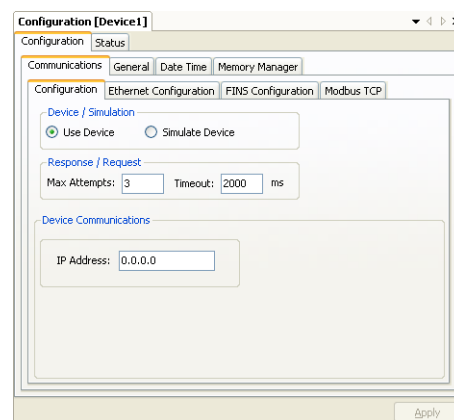 Configuration [Device1]
Configuration Status
Communications General Date Time Memory Manager
Configuration Ethernet Configuration FINS Configuration Modbus TCP
Device / Simulation
Use Device Simulate Device
Response / Request
Max Attempts: 3 Timeout: 2000 ms
Device Communications
IP Address: 0.0.0.0
Apply